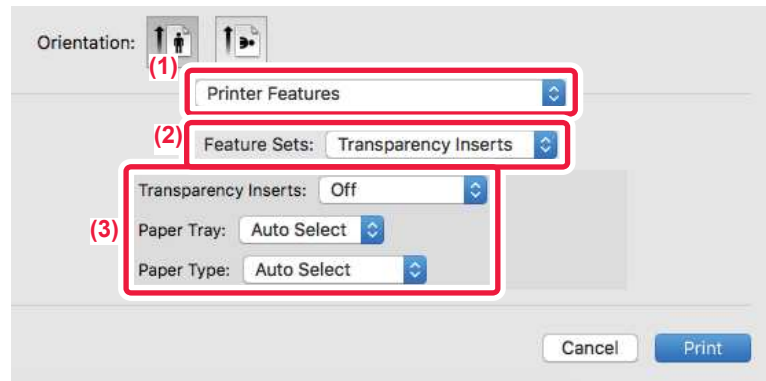 Orientation:
(1)
Printer Features
(2) Feature Sets: Transparency Inserts
Transparency Inserts: Off
(3) Paper Tray: Auto Select
Paper Type: Auto Select
Cancel Print